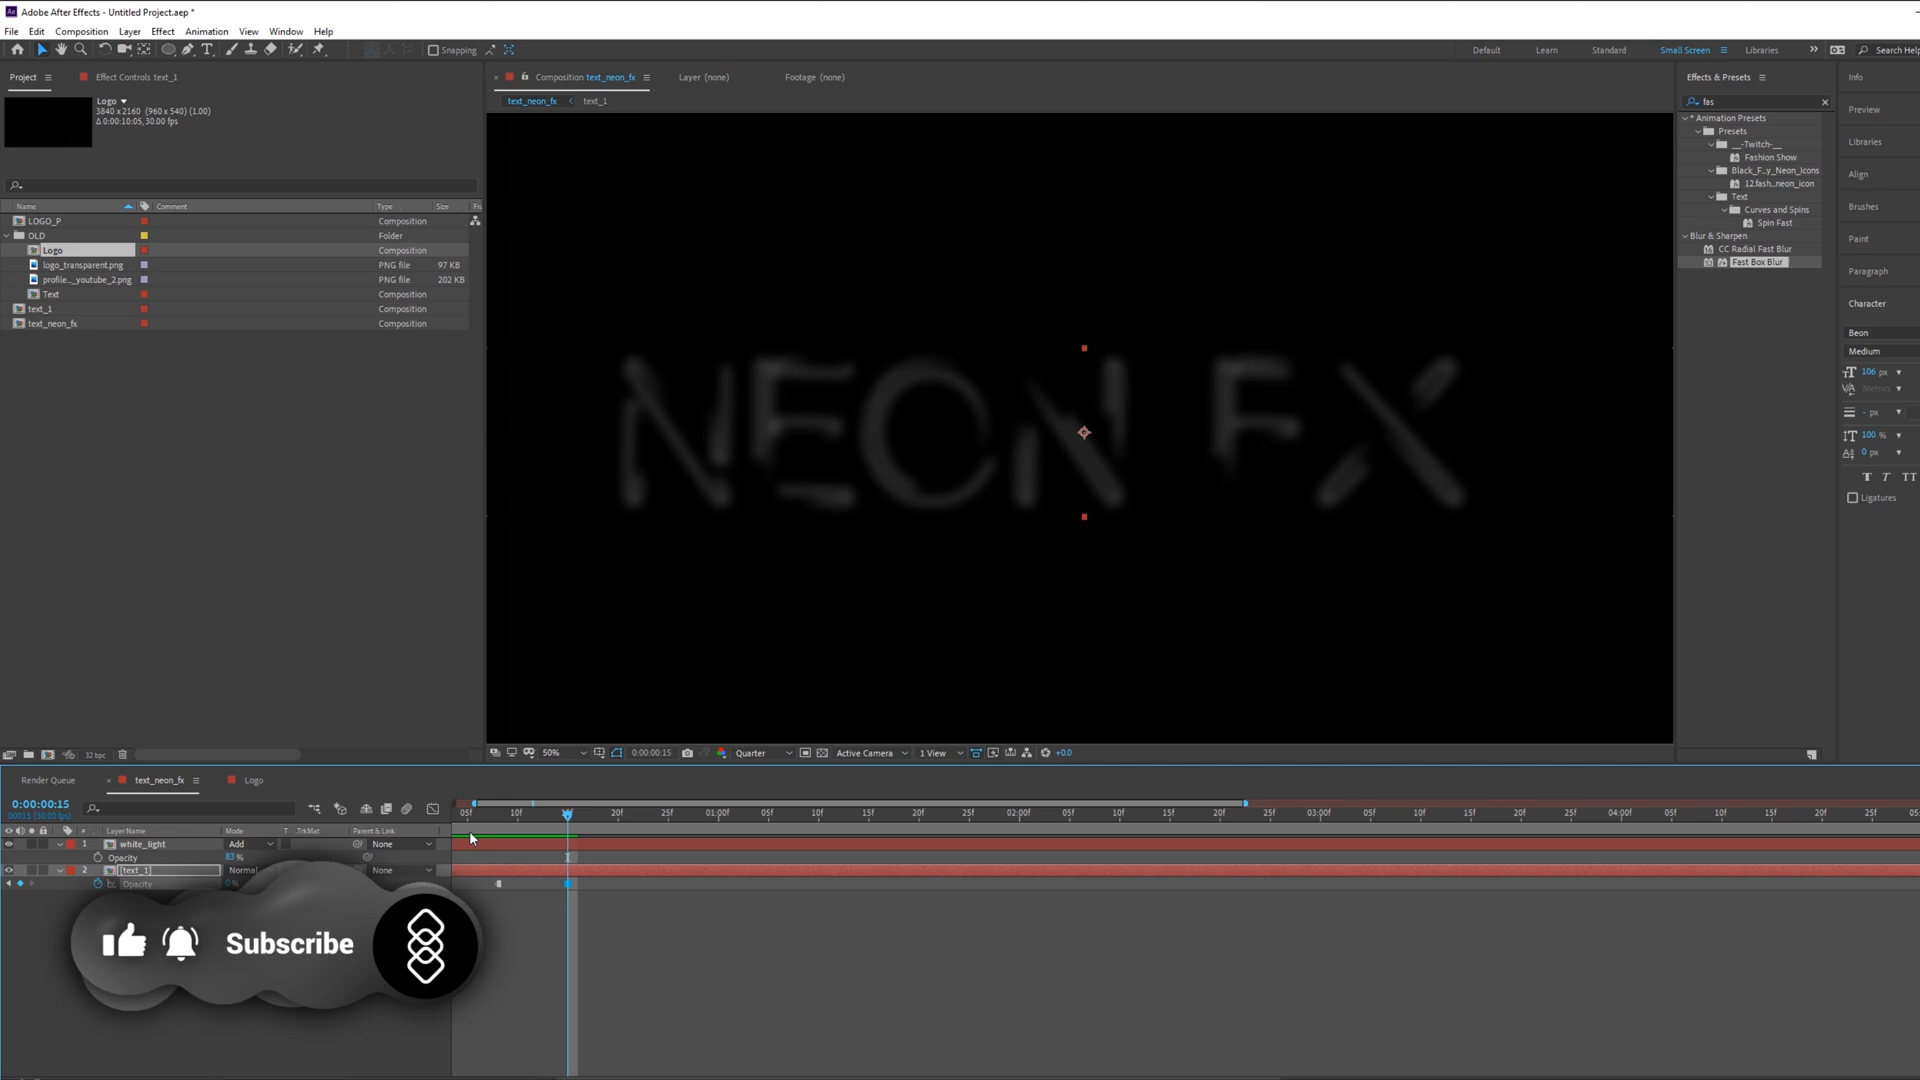 Adobe After Effects - Untitled Project.aep *
File Edit Composition Layer Effect Animation View Window Help
Snapping
Default Learn Standard Small Screen Libraries Search Help
Project Effect Controls text_1
Composition text_neon_fx Layer (none) Footage (none)
Effects & Presets
Info
Logo
3840 x 2160 (960 x 540) (1.00)
Δ 0:00:10:05, 30.00 fps
text_neon_fx text_1
fas
Preview
* Animation Presets
Presets
__-Twitch-__
Fashion Show
Black_F..y_Neon_Icons
12.fash...neon_icon
Text
Curves and Spins
Spin Fast
Blur & Sharpen
CC Radial Fast Blur
Fast Box Blur
Libraries
Align
Brushes
Paint
Paragraph
Character
Beon
Medium
106 px
Metrics
- px
100 %
0 px
T T TT
Ligatures
Name Comment Type Size Fr
LOGO_P Composition
OLD Folder
Logo Composition
logo_transparent.png PNG file 97 KB
profile..._youtube_2.png PNG file 202 KB
Text Composition
text_1 Composition
text_neon_fx Composition
NEON FX
32 bpc
50% 0:00:00:15 Quarter Active Camera 1 View +0.0
Render Queue text_neon_fx Logo
0:00:00:15
00015 (30.00 fps)
05f 10f 15f 20f 25f 01:00f 05f 10f 15f 20f 25f 02:00f 05f 10f 15f 20f 25f 03:00f 05f 10f 15f 20f 25f 04:00f 05f 10f 15f 20f 25f 05
# Layer Name Mode T .TrkMat Parent & Link
1 white_light Add None
Opacity 83 %
2 [text_1] Normal None
Opacity 0 %
Subscribe